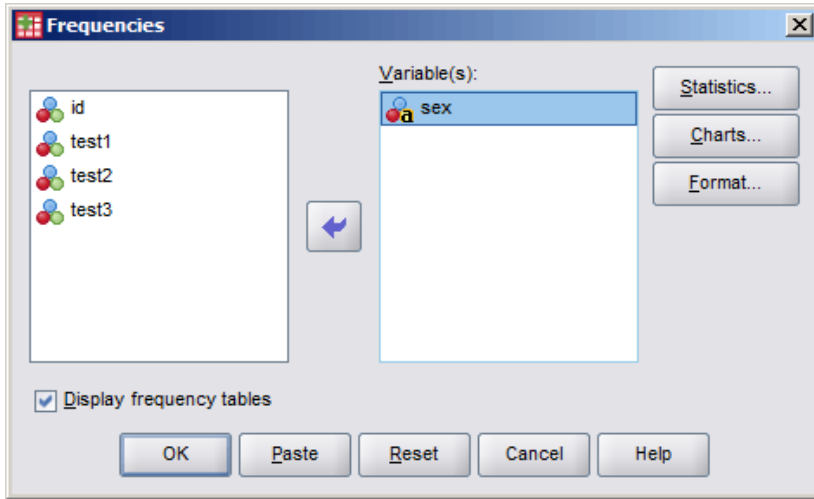 Frequencies
id
test1
test2
test3
Variable(s):
a sex
Statistics...
Charts...
Format...
Display frequency tables
OK
Paste
Reset
Cancel
Help